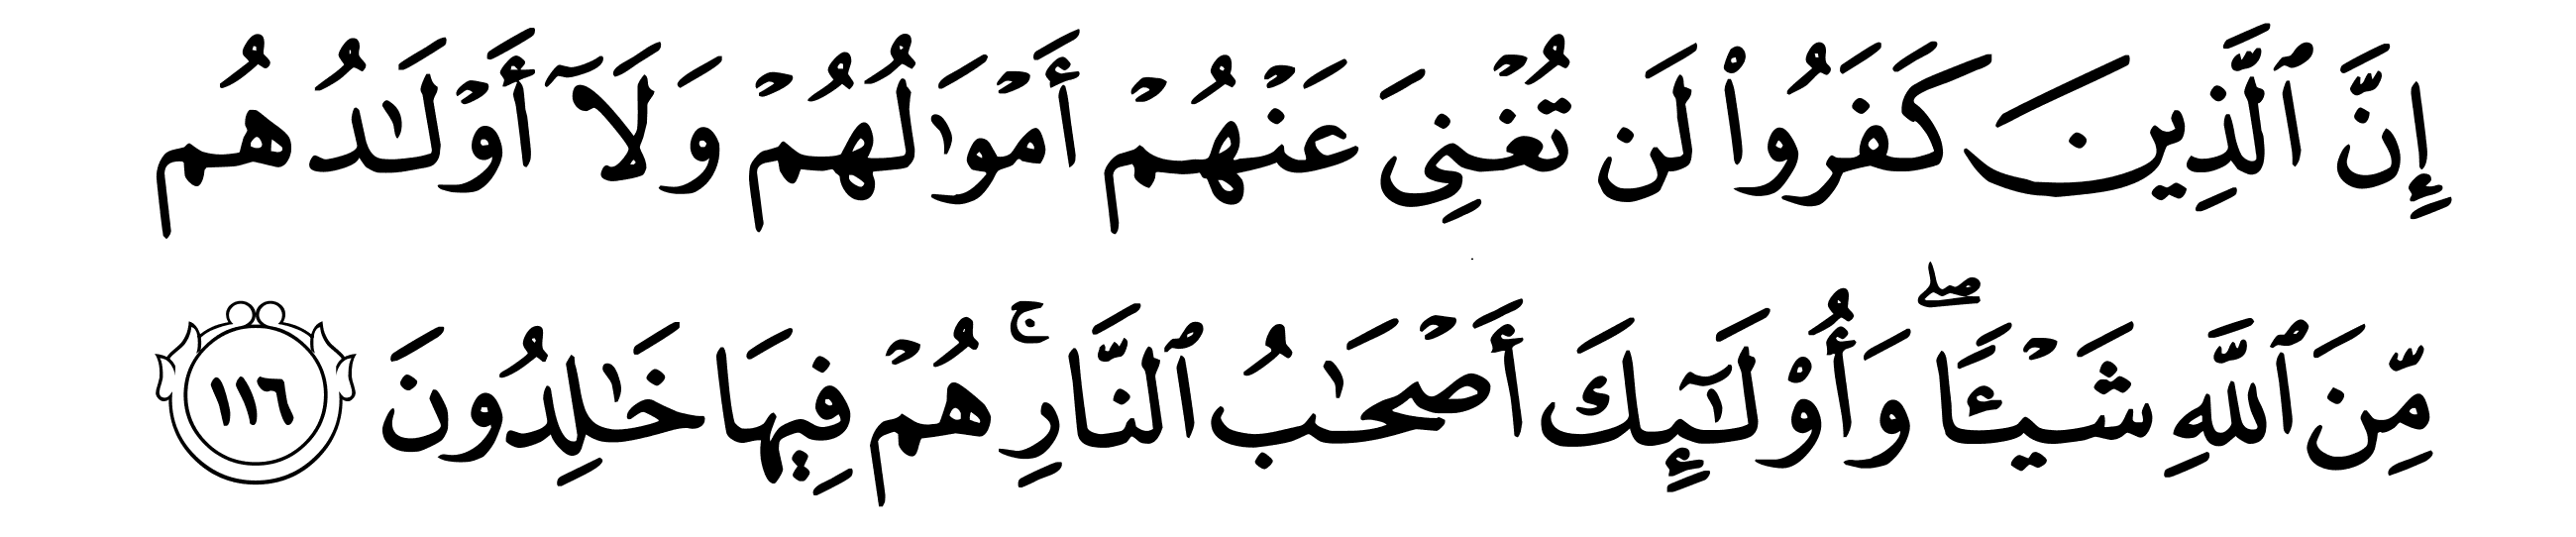 إِنَّ ٱلَّذِينَ كَفَرُوا۟ لَن تُغْنِىَ عَنْهُمْ أَمْوَٰلُهُمْ وَلَآ أَوْلَـٰدُهُم
مِّنَ ٱللَّهِ شَيْـًٔا ۖ وَأُو۟لَـٰٓئِكَ أَصْحَـٰبُ ٱلنَّارِ ۚ هُمْ فِيهَا خَـٰلِدُونَ ١١٦